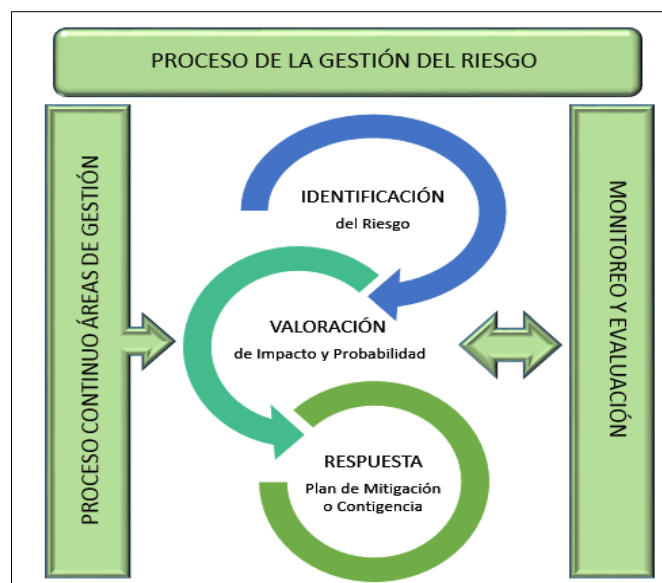 PROCESO DE LA GESTIÓN DEL RIESGO
PROCESO CONTINUO ÁREAS DE GESTIÓN
IDENTIFICACIÓN
del Riesgo
VALORACIÓN
de Impacto y Probabilidad
RESPUESTA
Plan de Mitigación
o Contigencia
MONITOREO Y EVALUACIÓN